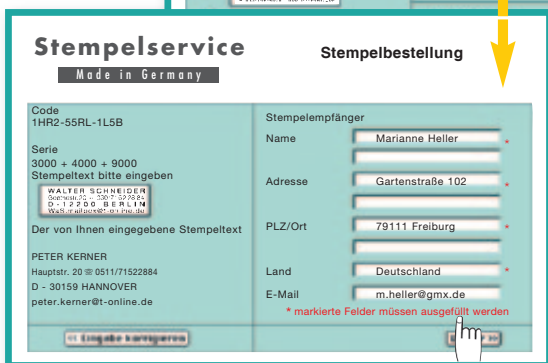 Stempelservice
Made in Germany
Stempelbestellung
Code
1HR2-55RL-1L5B
Serie
3000 + 4000 + 9000
Stempeltext bitte eingeben
WALTER SCHNEIDER
D - 12200 BERLIN
Der von Ihnen eingegebene Stempeltext
PETER KERNER
Hauptstr. 20 ☏ 0511/71522884
D - 30159 HANNOVER
peter.kerner@t-online.de
<< Eingabe korrigieren
Stempelempfänger
Name Marianne Heller *
Adresse Gartenstraße 102 *
PLZ/Ort 79111 Freiburg *
Land Deutschland *
E-Mail m.heller@gmx.de
* markierte Felder müssen ausgefüllt werden
>>